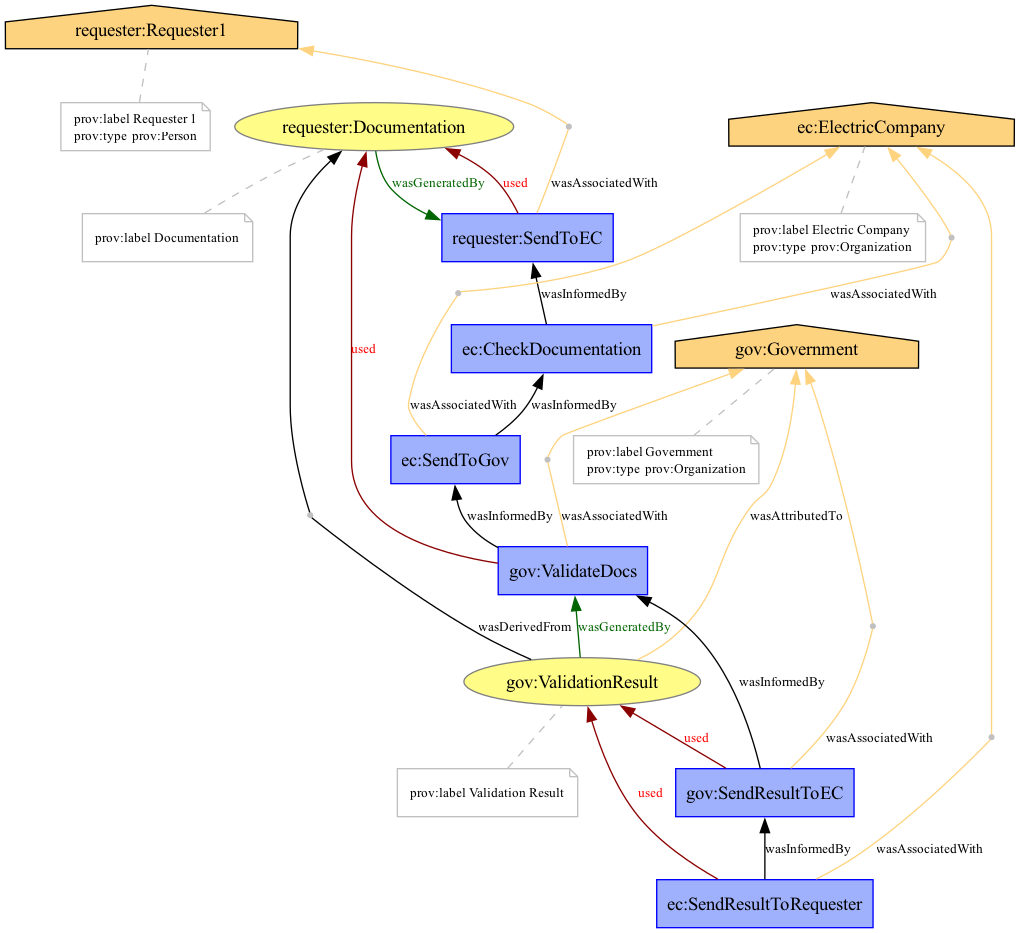 requester:Requester1
prov:label Requester 1
prov:type prov:Person
requester:Documentation
ec:ElectricCompany
wasGeneratedBy
used
wasAssociatedWith
prov:label Documentation
requester:SendToEC
prov:label Electric Company
prov:type prov:Organization
wasInformedBy
wasAssociatedWith
used
ec:CheckDocumentation
gov:Government
wasAssociatedWith
wasInformedBy
ec:SendToGov
prov:label Government
prov:type prov:Organization
wasInformedBy
wasAssociatedWith
wasAttributedTo
gov:ValidateDocs
wasDerivedFrom
wasGeneratedBy
gov:ValidationResult
wasInformedBy
used
wasAssociatedWith
prov:label Validation Result
used
gov:SendResultToEC
wasInformedBy
wasAssociatedWith
ec:SendResultToRequester